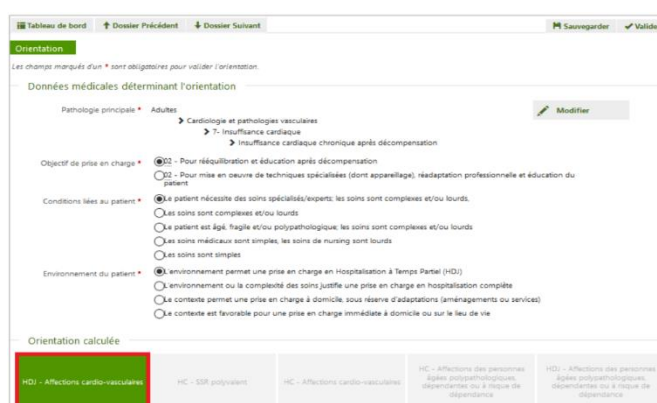 Tableau de bord Dossier Précédent Dossier Suivant Sauvegarder Valide
Orientation
Les champs marqués d'un * sont obligatoires pour valider l'orientation.
Données médicales déterminant l'orientation
Pathologie principale * Adultes Modifier
Cardiologie et pathologies vasculaires
7- Insuffisance cardiaque
Insuffisance cardiaque chronique après décompensation
Objectif de prise en charge * 02 - Pour rééquilibration et éducation après décompensation
02 - Pour mise en oeuvre de techniques spécialisées (dont appareillage), réadaptation professionnelle et éducation du
patient
Conditions liées au patient * Le patient nécessite des soins spécialisés/experts; les soins sont complexes et/ou lourds.
Les soins sont complexes et/ou lourds
Le patient est âgé, fragile et/ou polypathologique; les soins sont complexes et/ou lourds
Les soins médicaux sont simples, les soins de nursing sont lourds
Les soins sont simples
Environnement du patient * L'environnement permet une prise en charge en Hospitalisation à Temps Partiel (HDJ)
L'environnement ou la complexité des soins justifie une prise en charge en hospitalisation complète
Le contexte permet une prise en charge à domicile, sous réserve d'adaptations (aménagements ou services)
Le contexte est favorable pour une prise en charge immédiate à domicile ou sur le lieu de vie
Orientation calculée
HDJ - Affections cardio-vasculaires
HC - SSR polyvalent
HC - Affections cardio-vasculaires
HC - Affections des personnes
âgées polypathologiques,
dépendantes ou à risque de
dépendance
HDJ - Affections des personnes
âgées polypathologiques,
dépendantes ou à risque de
dépendance